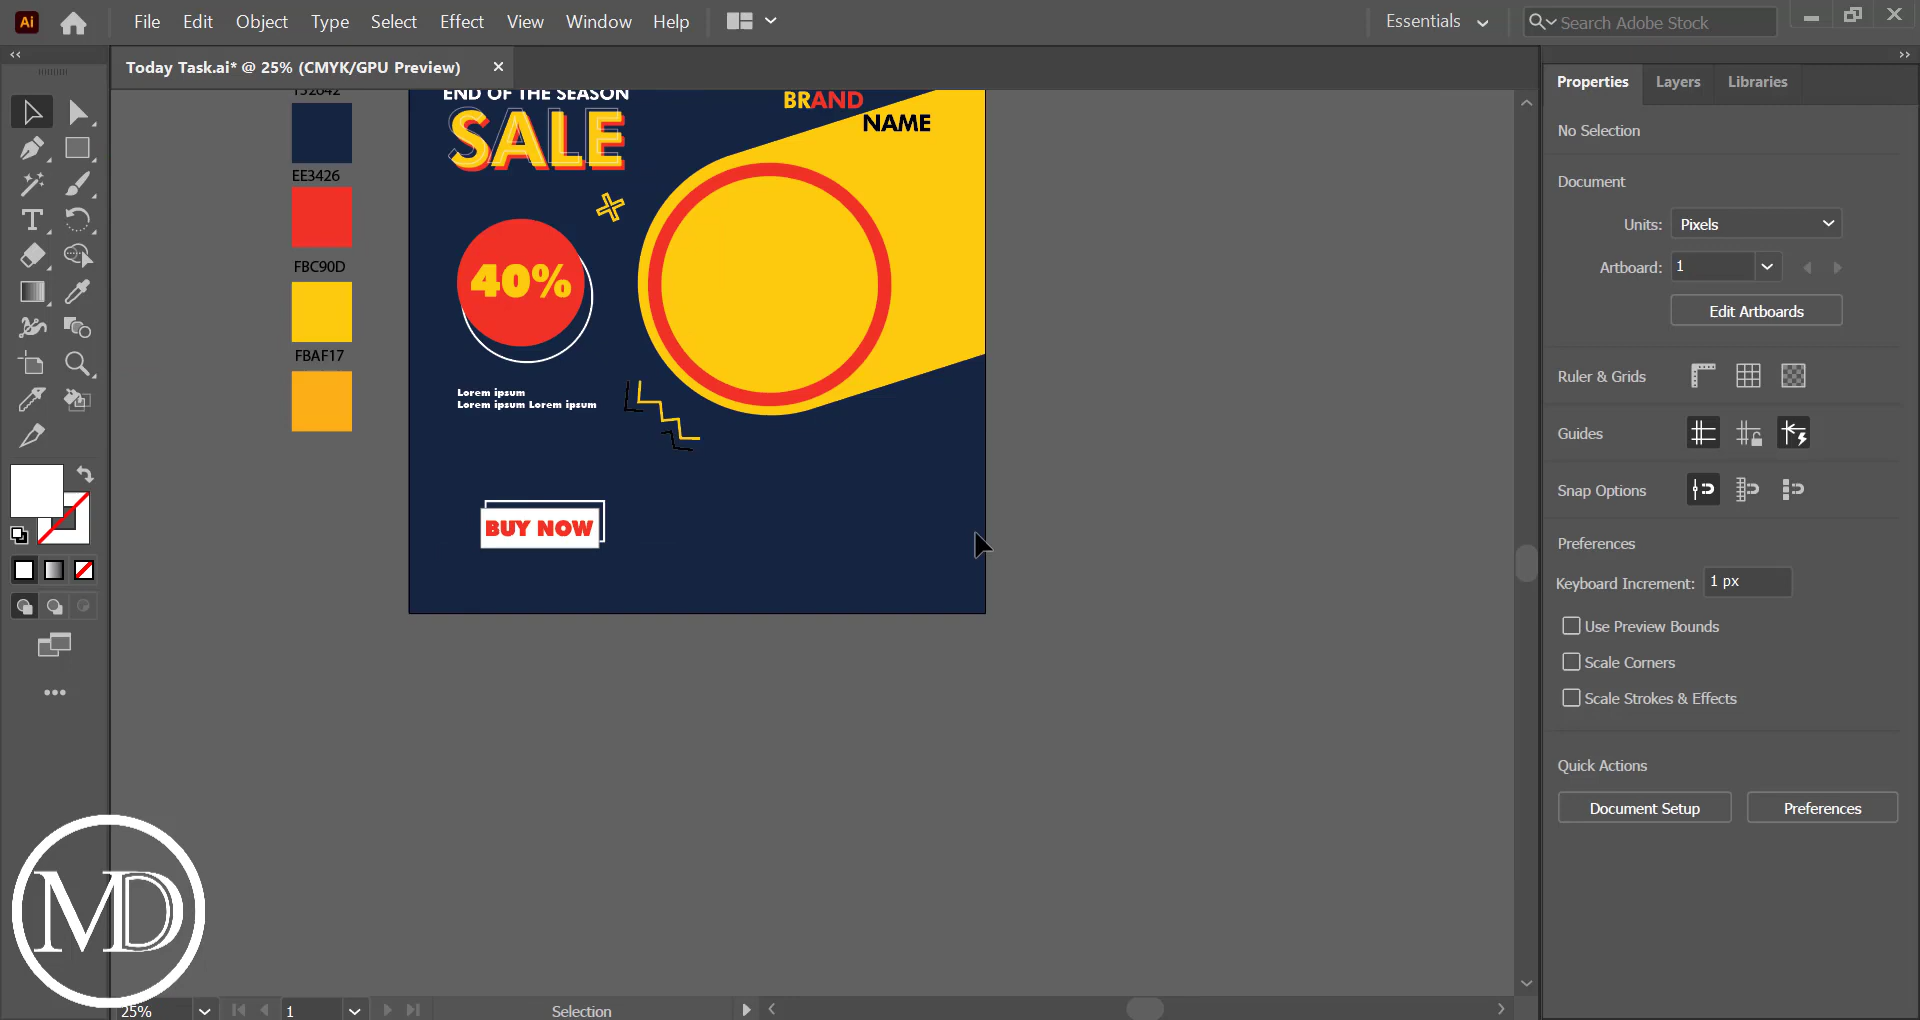 Ai
File Edit Object Type Select Effect View Window Help
Essentials
Search Adobe Stock
Today Task.ai* @ 25% (CMYK/GPU Preview)
Properties Layers Libraries
No Selection
Document
Units: Pixels
Artboard: 1
Edit Artboards
Ruler & Grids
Guides
Snap Options
Preferences
Keyboard Increment: 1 px
Use Preview Bounds
Scale Corners
Scale Strokes & Effects
Quick Actions
Document Setup
Preferences
EE3426
FBC90D
FBAF17
END OF THE SEASON
SALE
BRAND
NAME
40%
Lorem ipsum
Lorem ipsum Lorem ipsum
BUY NOW
MD
25%
1
Selection